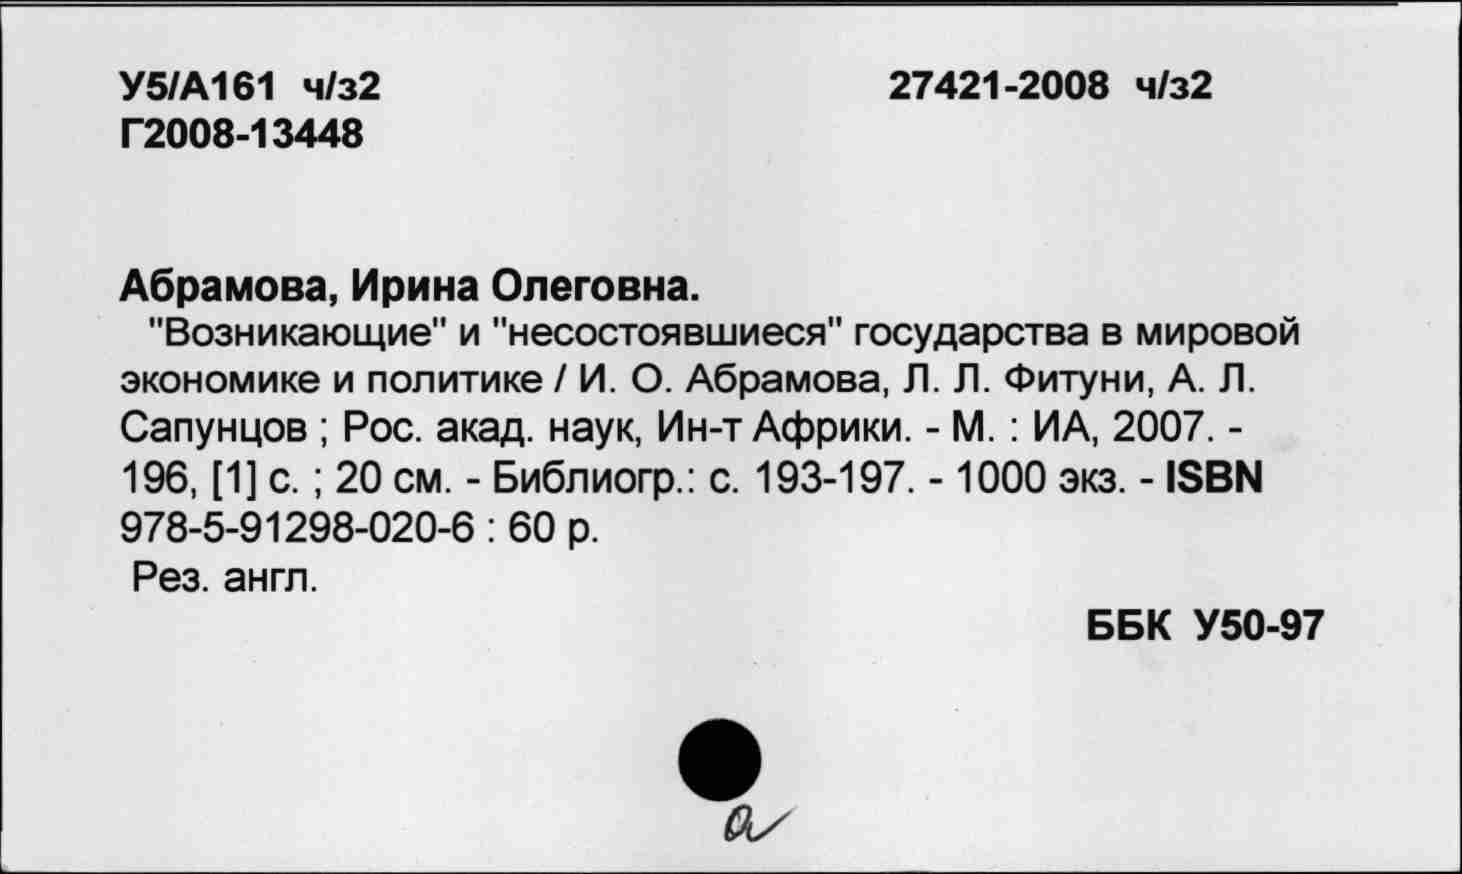 У5/А161 ч/з2 27421-2008 ч/з2
Г2008-13448
Абрамова, Ирина Олеговна.
"Возникающие" и "несостоявшиеся" государства в мировой
экономике и политике / И. О. Абрамова, Л. Л. Фитуни, А. Л.
Сапунцов ; Рос. акад. наук, Ин-т Африки. - М. : ИА, 2007. -
196, [1] с. ; 20 см. - Библиогр.: с. 193-197. - 1000 экз. - ISBN
978-5-91298-020-6 : 60 р.
Рез. англ.
ББК У50-97
а